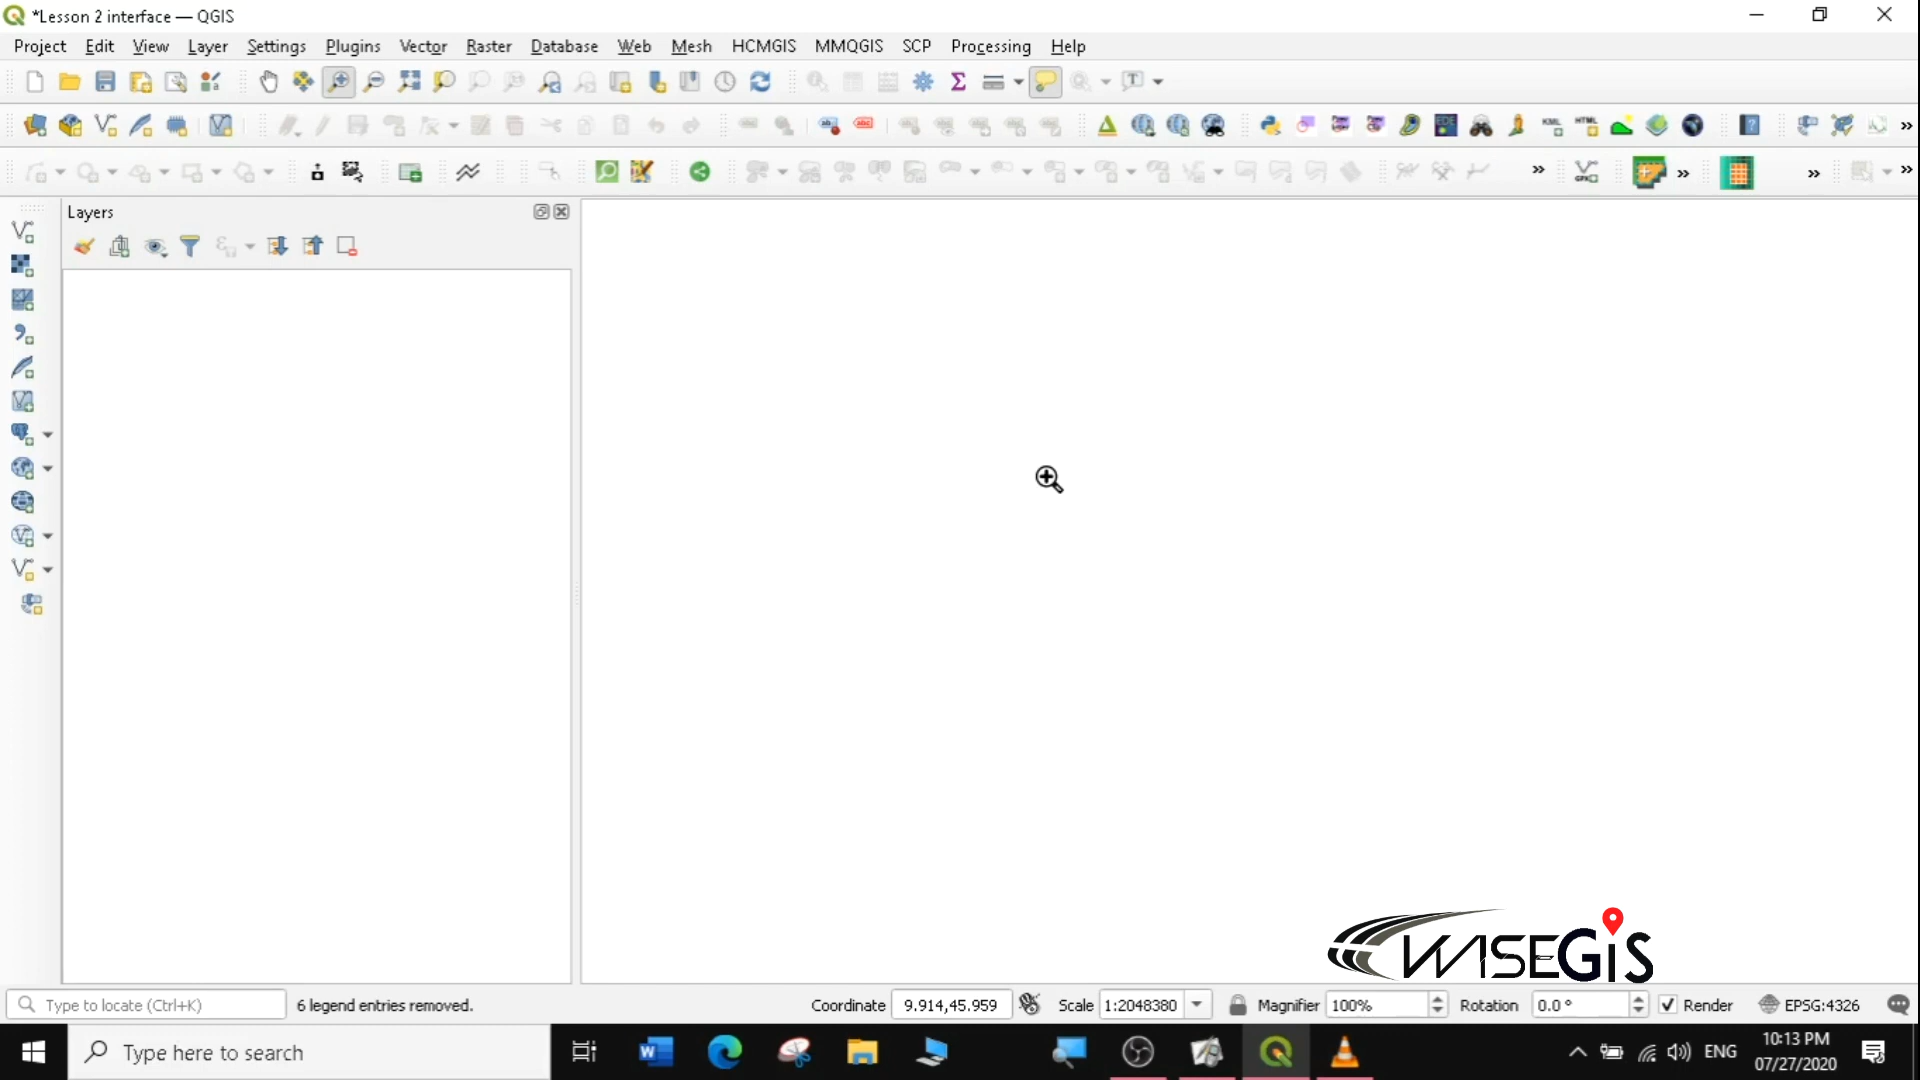 *Lesson 2 interface — QGIS
Project Edit View Layer Settings Plugins Vector Raster Database Web Mesh HCMGIS MMQGIS SCP Processing Help
Layers
WISEGIS
Type to locate (Ctrl+K) 6 legend entries removed. Coordinate 9.914,45.959 Scale 1:2048380 Magnifier 100% Rotation 0.0 ° Render EPSG:4326
Type here to search ENG 10:13 PM
07/27/2020